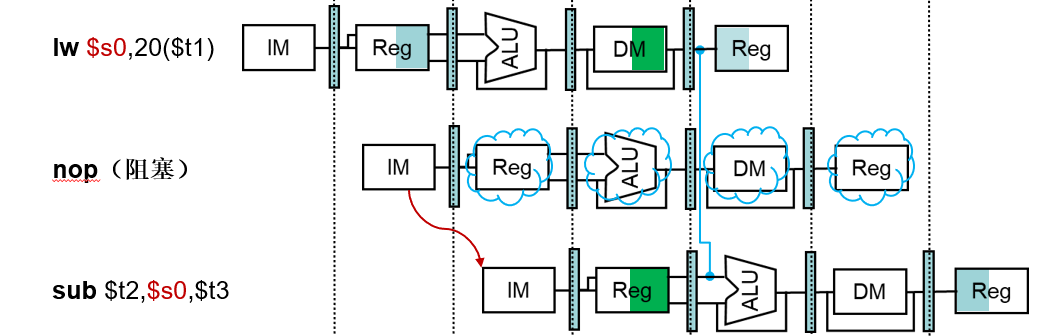 lw $s0,20($t1) IM Reg ALU DM Reg
nop（阻塞） IM Reg ALU DM Reg
sub $t2,$s0,$t3 IM Reg ALU DM Reg